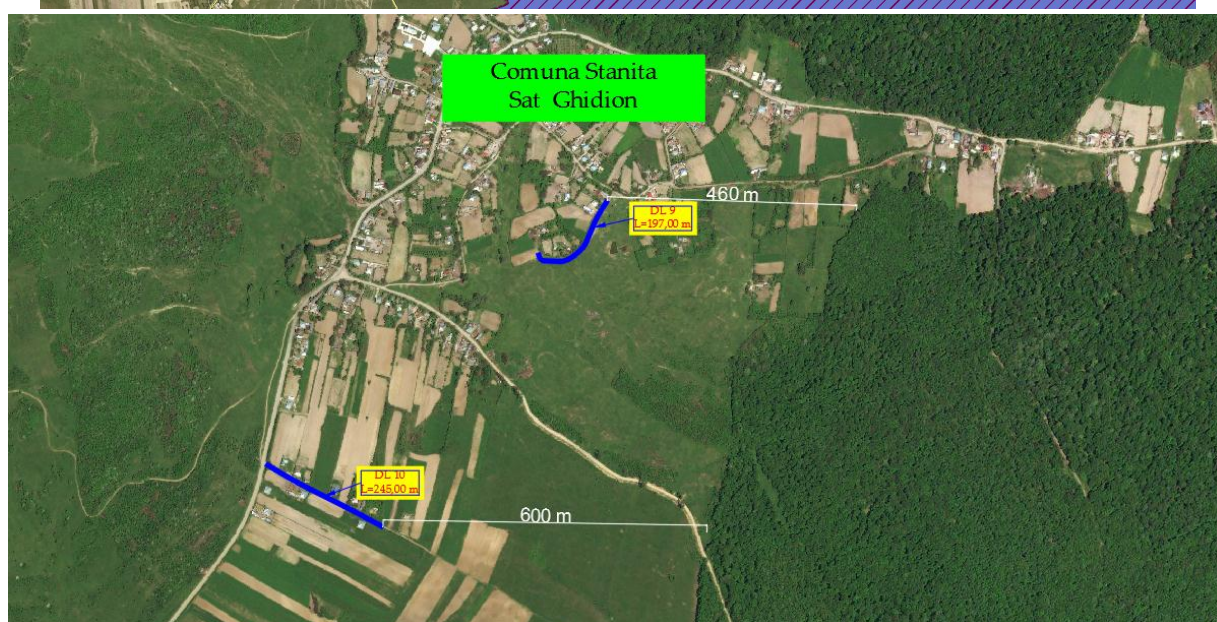 Comuna Stanita
Sat Ghidion
460 m
DL 9
L=197,00 m
DL 10
L=245,00 m
600 m